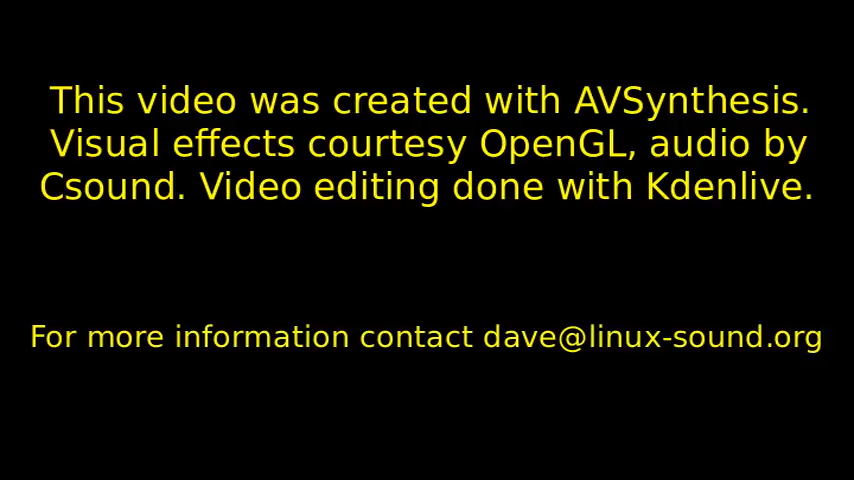 This video was created with AVSynthesis.
Visual effects courtesy OpenGL, audio by
Csound. Video editing done with Kdenlive.
For more information contact dave@linux-sound.org